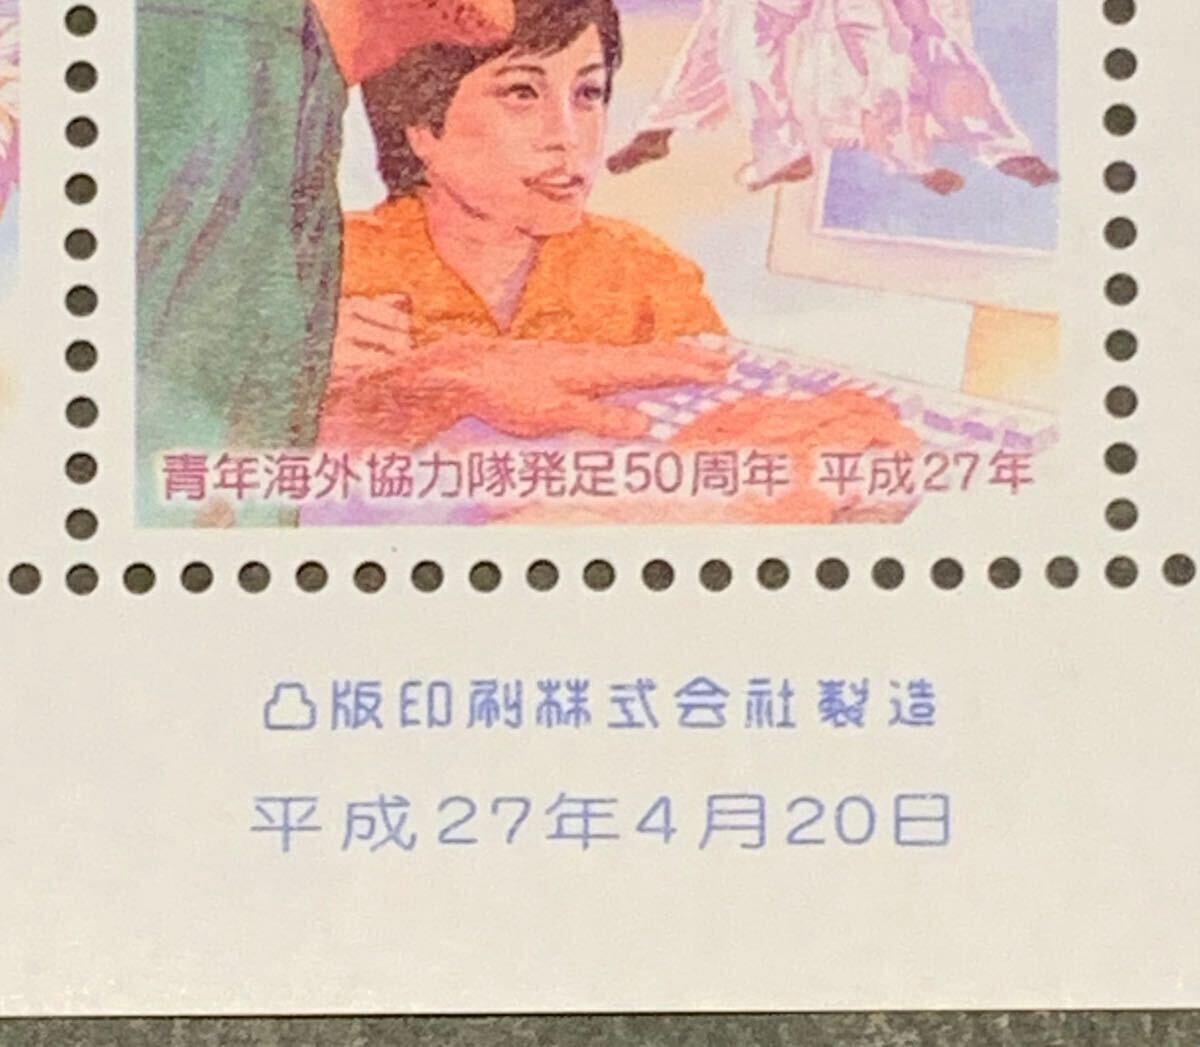 青年海外協力隊発足50周年 平成27年
凸版印刷株式会社製造
平成27年4月20日